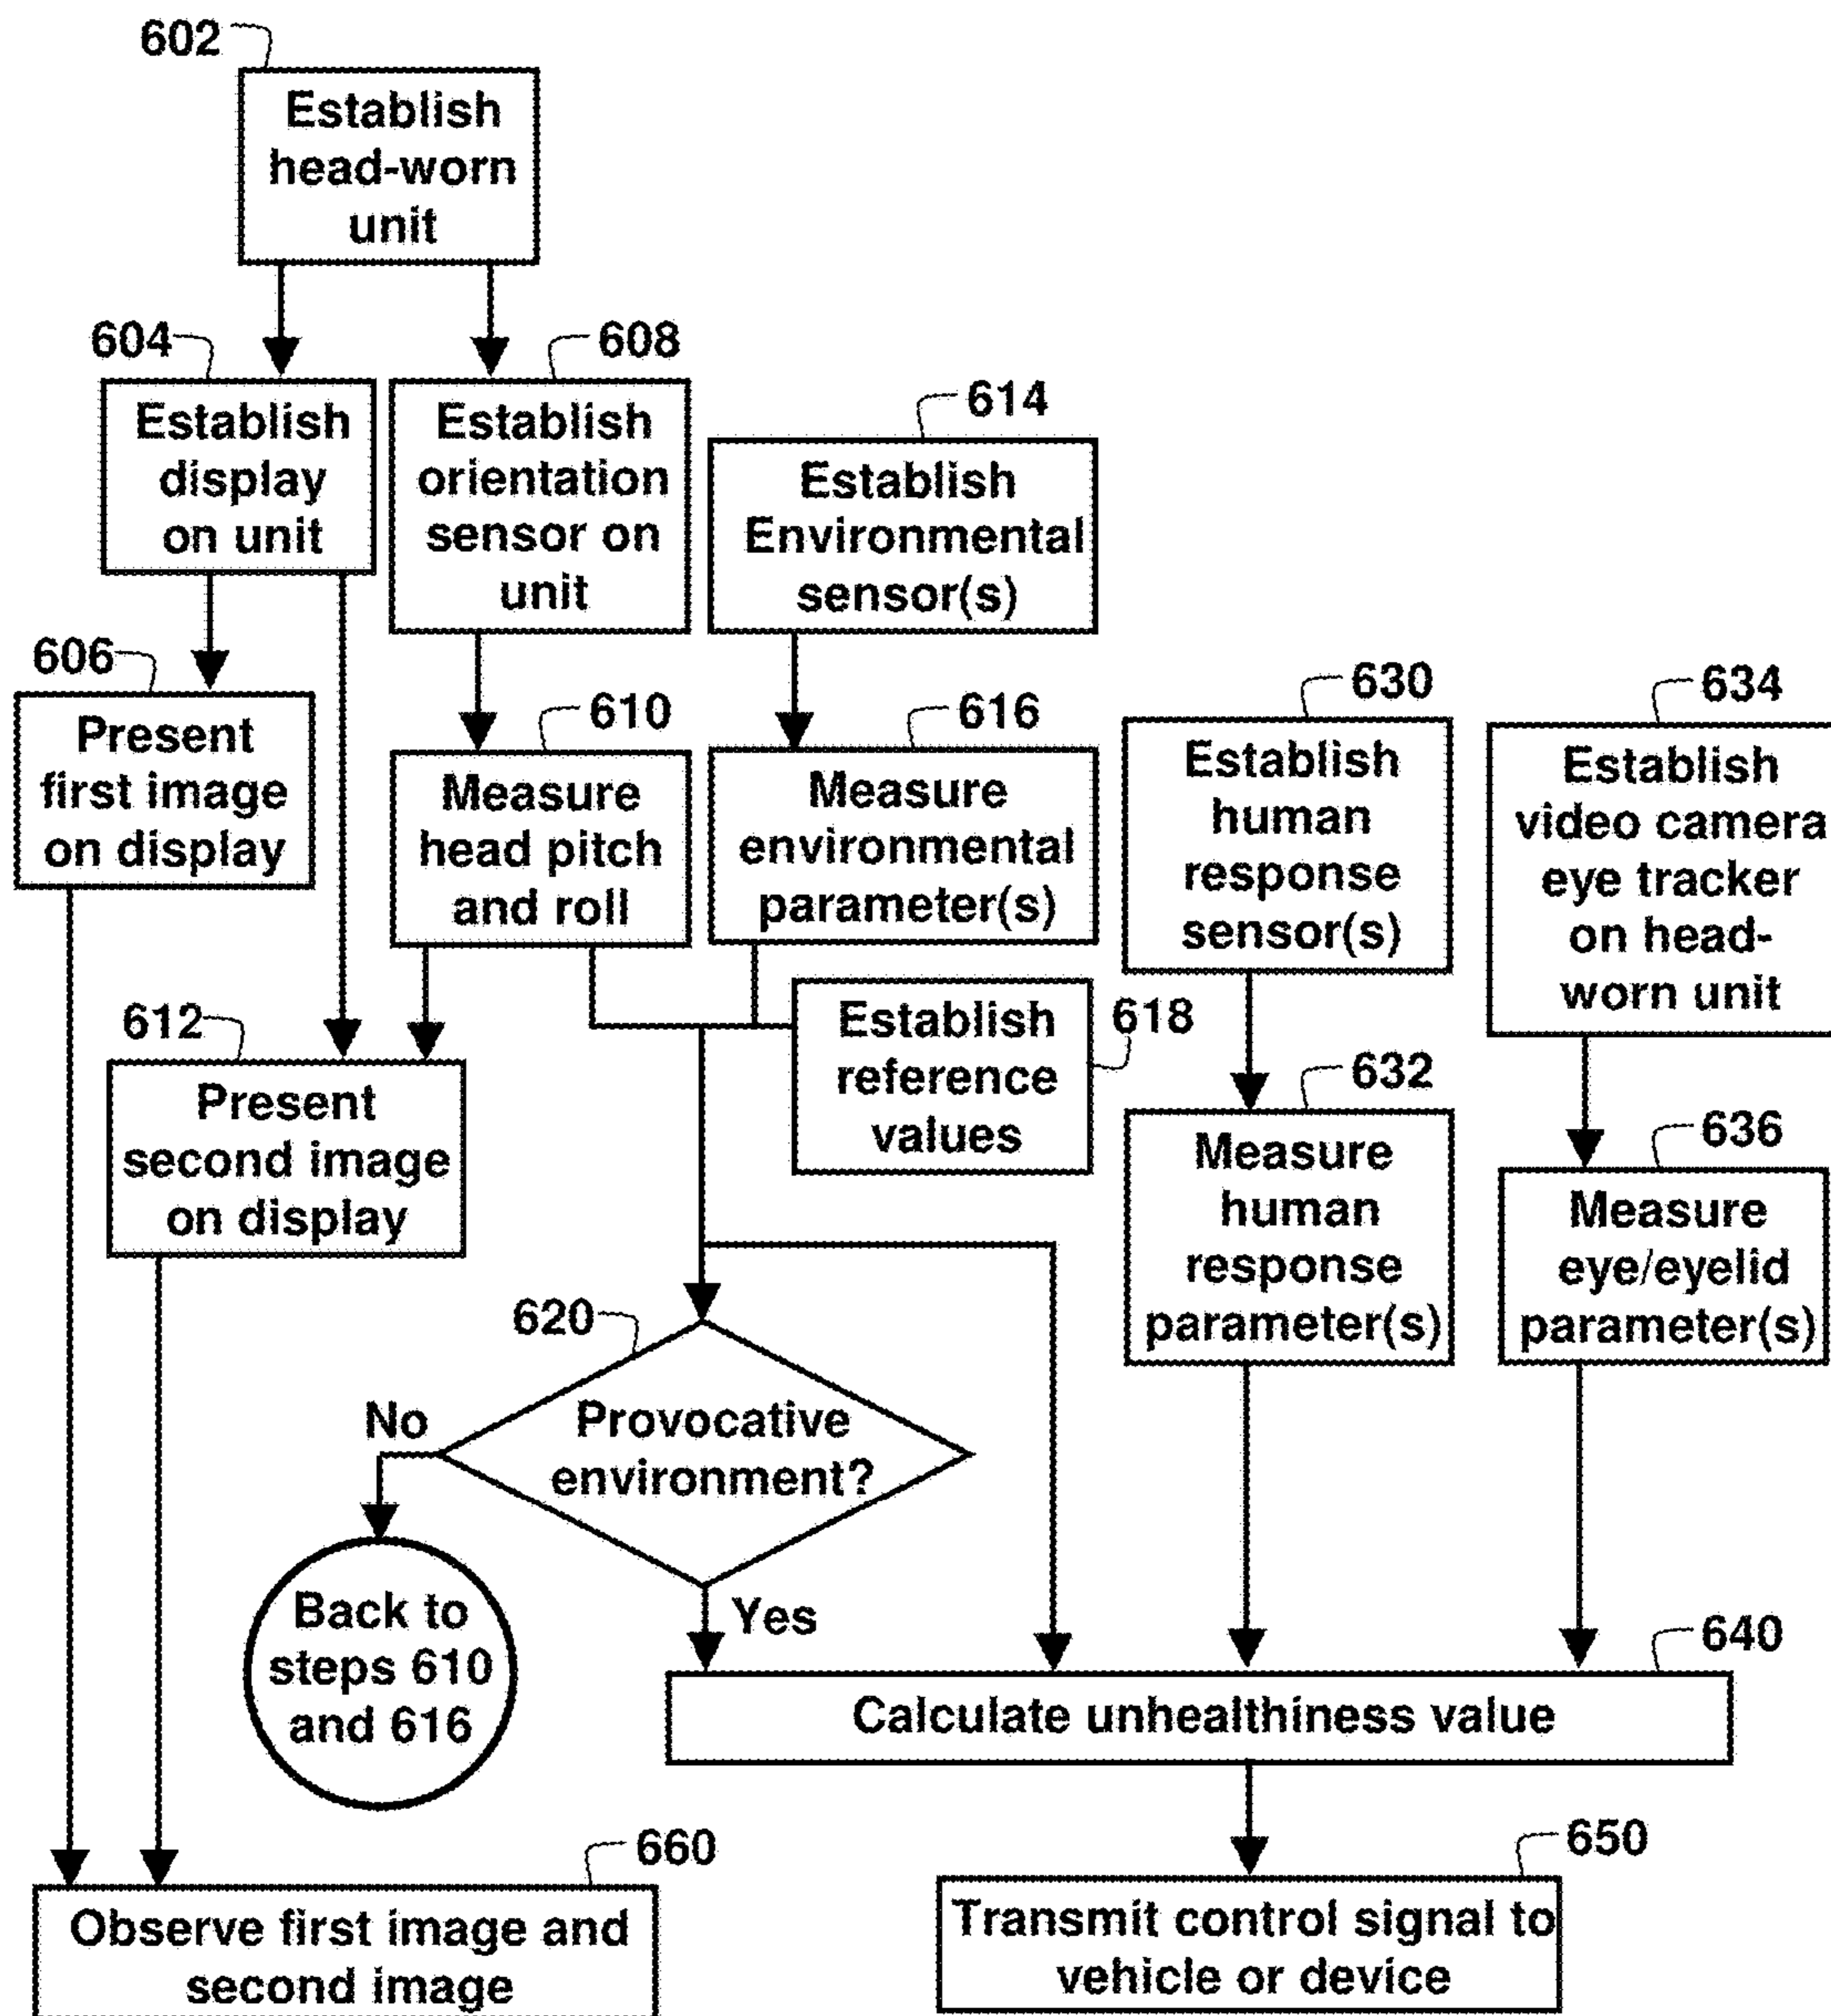 602
Establish
head-worn
unit
604
Establish
display
on unit
608
Establish
orientation
sensor on
unit
614
Establish
Environmental
sensor(s)
606
Present
first image
on display
610
Measure
head pitch
and roll
616
Measure
environmental
parameter(s)
630
Establish
human
response
sensor(s)
634
Establish
video camera
eye tracker
on head-
worn unit
612
Present
second image
on display
618
Establish
reference
values
632
Measure
human
response
parameter(s)
636
Measure
eye/eyelid
parameter(s)
620
Provocative
environment?
No
Yes
Back to
steps 610
and 616
640
Calculate unhealthiness value
660
Observe first image and
second image
650
Transmit control signal to
vehicle or device